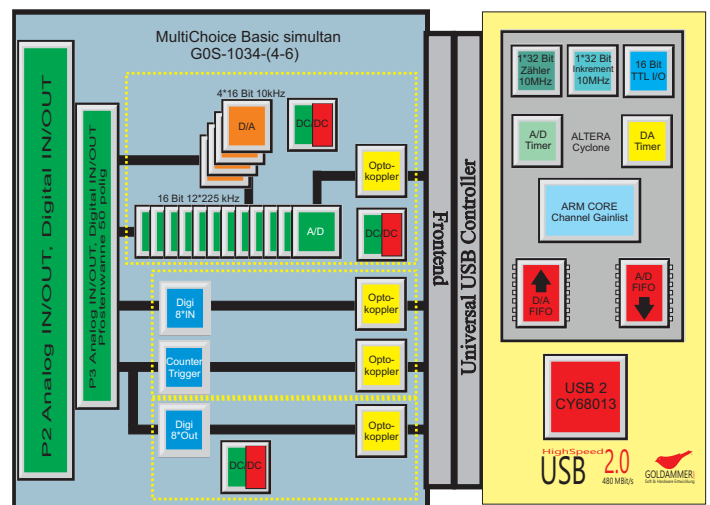 MultiChoice Basic simultan
G0S-1034-(4-6)
P2 Analog IN/OUT, Digital IN/OUT
P3 Analog IN/OUT, Digital IN/OUT
Pfostenwanne 50 polig
4*16 Bit 10kHz
D/A
DC/DC
16 Bit 12*225 kHz
A/D
Opto-
koppler
DC/DC
Digi
8*IN
Opto-
koppler
Counter
Trigger
Opto-
koppler
Digi
8*Out
Opto-
koppler
DC/DC
Frontend
Universal USB Controller
1*32 Bit
Zähler
10MHz
1*32 Bit
Inkrement
10MHz
16 Bit
TTL I/O
A/D
Timer
ALTERA
Cyclone
DA
Timer
ARM CORE
Channel Gainlist
D/A
FIFO
A/D
FIFO
USB 2
CY68013
HighSpeed
USB 2.0
480 MBit/s
GOLDAMMER
Soft & Hardware Entwicklung